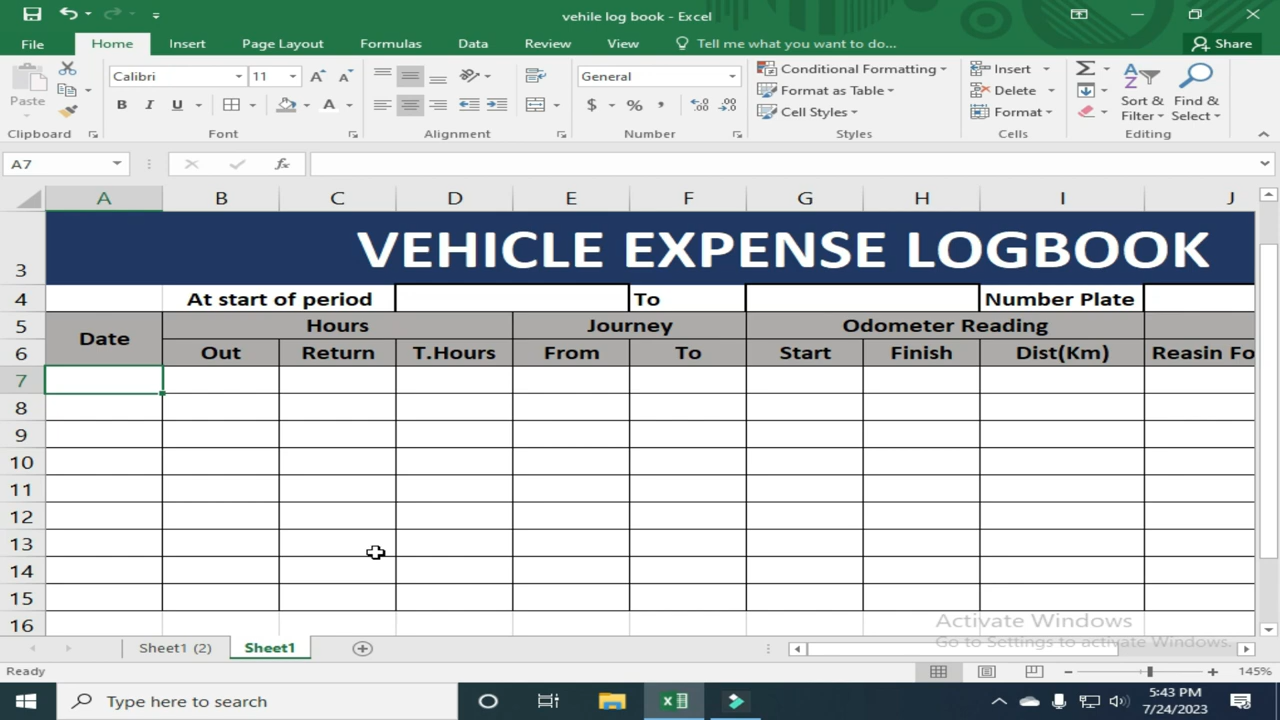 vehile log book - Excel
File Home Insert Page Layout Formulas Data Review View Tell me what you want to do... Share
Calibri 11 General Conditional Formatting Insert
Paste Format as Table Delete Sort & Find &
B I U A $ % , Cell Styles Format Filter Select
Clipboard Font Alignment Number Styles Cells Editing
A7 fx
A B C D E F G H I J
3 VEHICLE EXPENSE LOGBOOK
4 At start of period To Number Plate
5 Date Hours Journey Odometer Reading
6 Out Return T.Hours From To Start Finish Dist(Km) Reasin Fo
7
8
9
10
11
12
13
14
15
16
Activate Windows
Go to Settings to activate Windows.
Sheet1 (2) Sheet1
Ready 145%
Type here to search
5:43 PM
7/24/2023